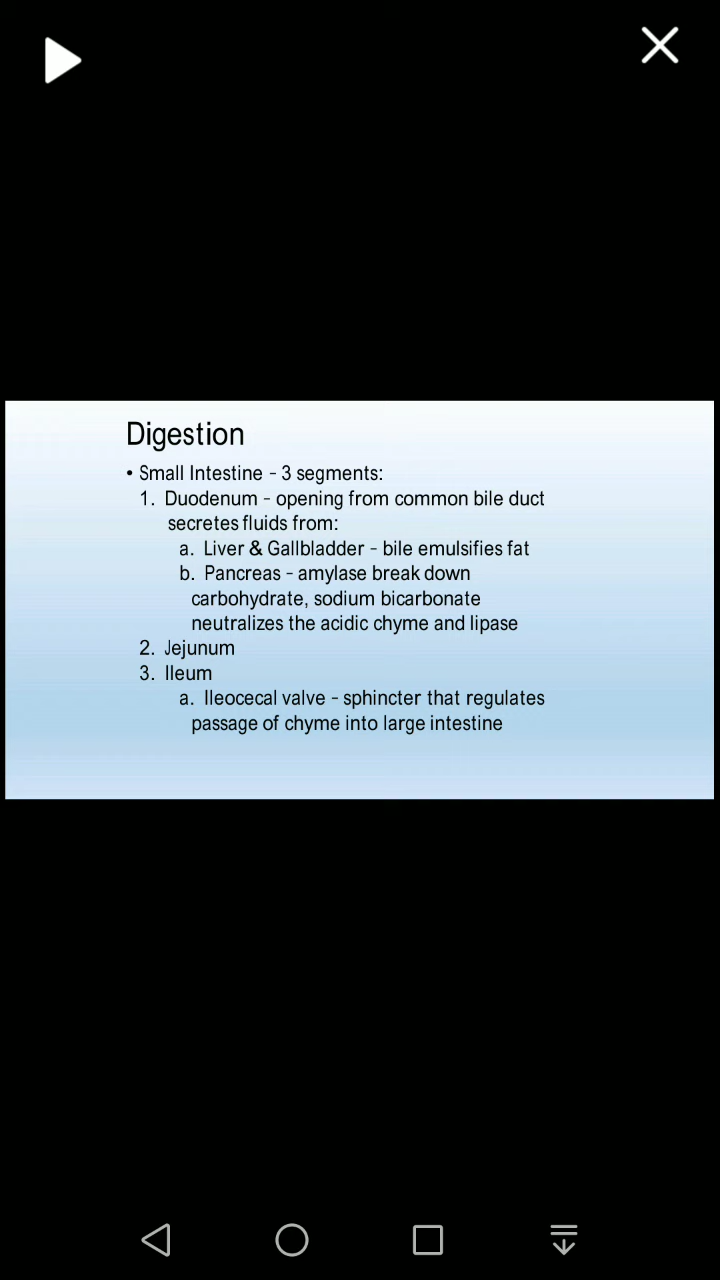 Digestion
• Small Intestine - 3 segments:
1. Duodenum - opening from common bile duct
secretes fluids from:
a. Liver & Gallbladder - bile emulsifies fat
b. Pancreas - amylase break down
carbohydrate, sodium bicarbonate
neutralizes the acidic chyme and lipase
2. Jejunum
3. Ileum
a. Ileocecal valve - sphincter that regulates
passage of chyme into large intestine